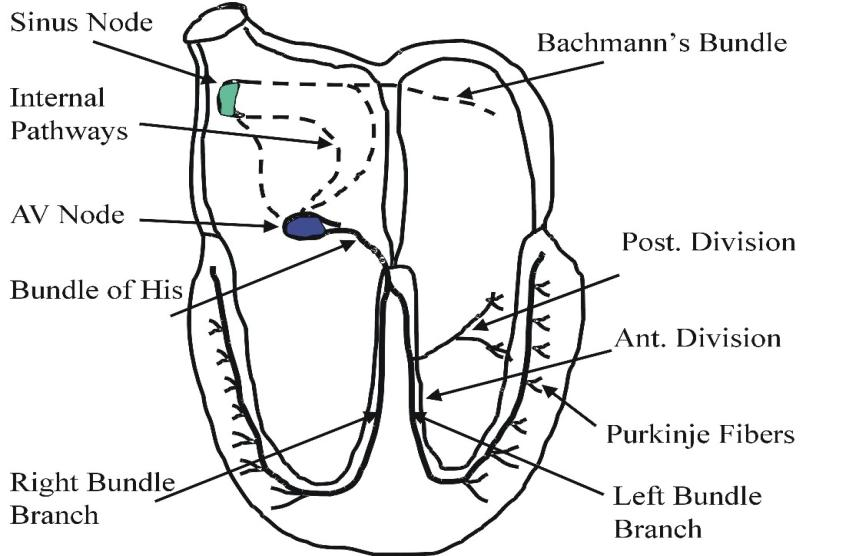 Sinus Node
Bachmann's Bundle
Internal
Pathways
AV Node
Post. Division
Bundle of His
Ant. Division
Purkinje Fibers
Right Bundle
Branch
Left Bundle
Branch